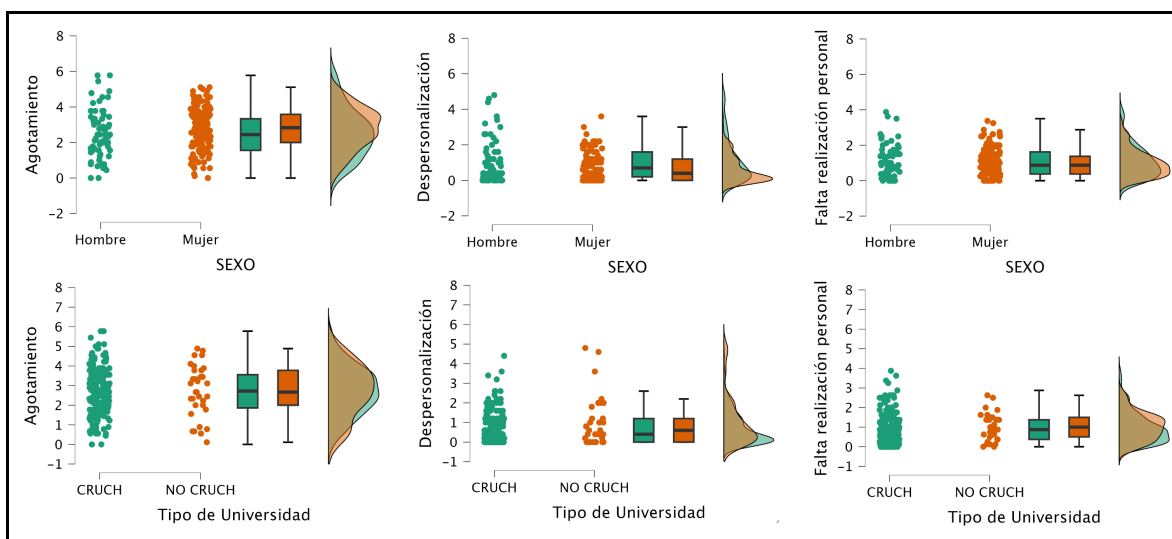 Agotamiento
8
6
4
2
0
−2
Hombre Mujer
SEXO
Despersonalización
8
6
4
2
0
−2
Hombre Mujer
SEXO
Falta realización personal
8
6
4
2
0
−2
Hombre Mujer
SEXO
Agotamiento
8
7
6
5
4
3
2
1
0
−1
CRUCH NO CRUCH
Tipo de Universidad
Despersonalización
8
7
6
5
4
3
2
1
0
−1
CRUCH NO CRUCH
Tipo de Universidad
Falta realización personal
8
7
6
5
4
3
2
1
0
−1
CRUCH NO CRUCH
Tipo de Universidad